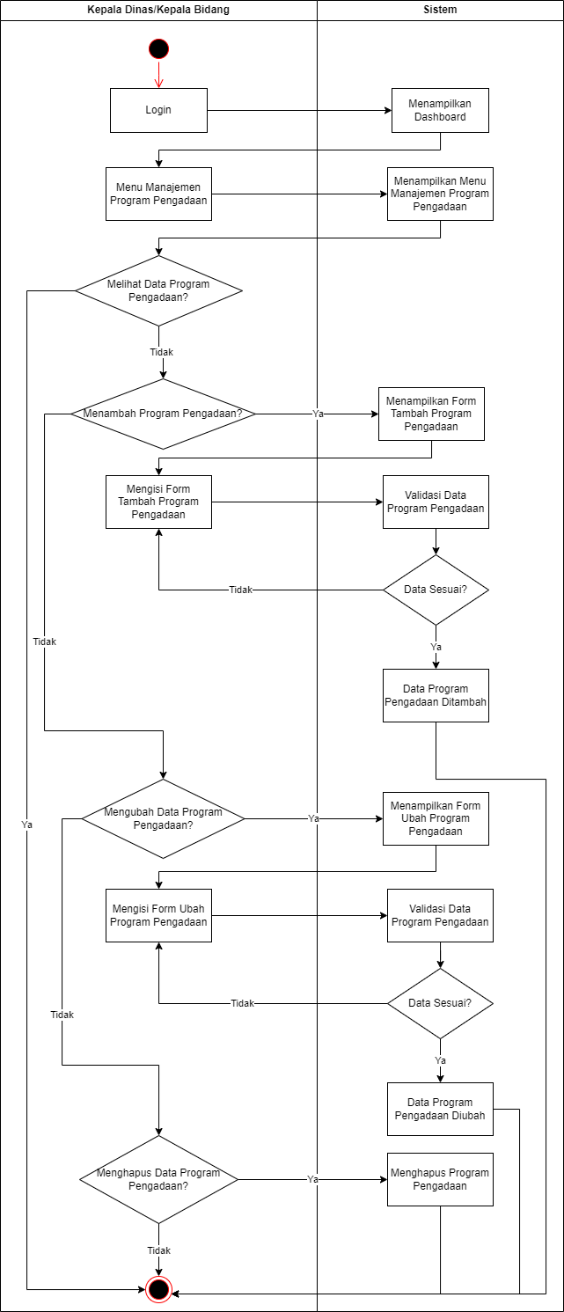 Kepala Dinas/Kepala Bidang
Sistem
Login
Menampilkan
Dashboard
Menu Manajemen
Program Pengadaan
Menampilkan Menu
Manajemen Program
Pengadaan
Melihat Data Program
Pengadaan?
Tidak
Menambah Program Pengadaan?
Ya
Menampilkan Form
Tambah Program
Pengadaan
Mengisi Form
Tambah Program
Pengadaan
Validasi Data
Program Pengadaan
Tidak
Data Sesuai?
Tidak
Ya
Data Program
Pengadaan Ditambah
Ya
Mengubah Data Program
Pengadaan?
Ya
Menampilkan Form
Ubah Program
Pengadaan
Mengisi Form Ubah
Program Pengadaan
Validasi Data
Program Pengadaan
Tidak
Data Sesuai?
Tidak
Ya
Data Program
Pengadaan Diubah
Menghapus Data Program
Pengadaan?
Ya
Menghapus Program
Pengadaan
Tidak